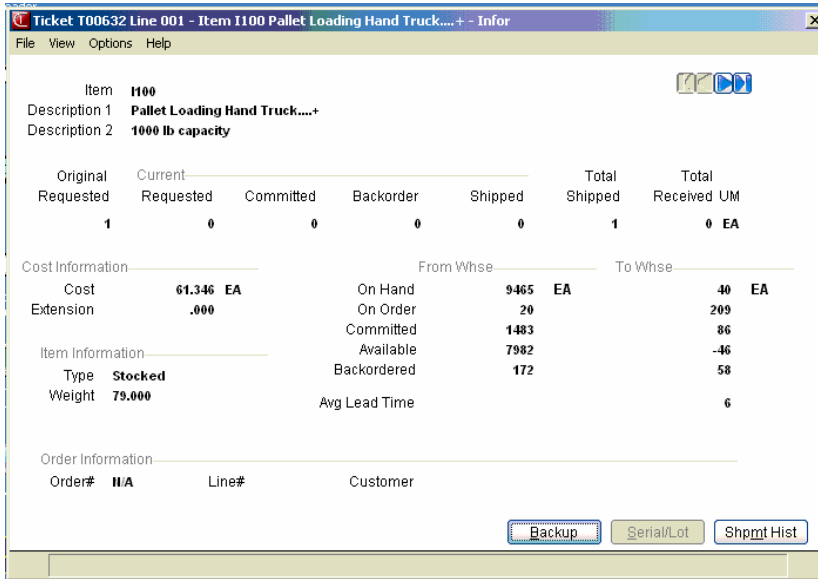 Ticket T00632 Line 001 - Item I100 Pallet Loading Hand Truck....+ - Infor
File View Options Help
Item I100
Description 1 Pallet Loading Hand Truck....+
Description 2 1000 lb capacity
Original Current Total Total
Requested Requested Committed Backorder Shipped Shipped Received UM
1 0 0 0 0 1 0 EA
Cost Information From Whse To Whse
Cost 61.346 EA On Hand 9465 EA 40 EA
Extension .000 On Order 20 209
Committed 1483 86
Item Information Available 7982 -46
Type Stocked Backordered 172 58
Weight 79.000 Avg Lead Time 6
Order Information
Order# N/A Line# Customer
Backup Serial/Lot Shpmt Hist